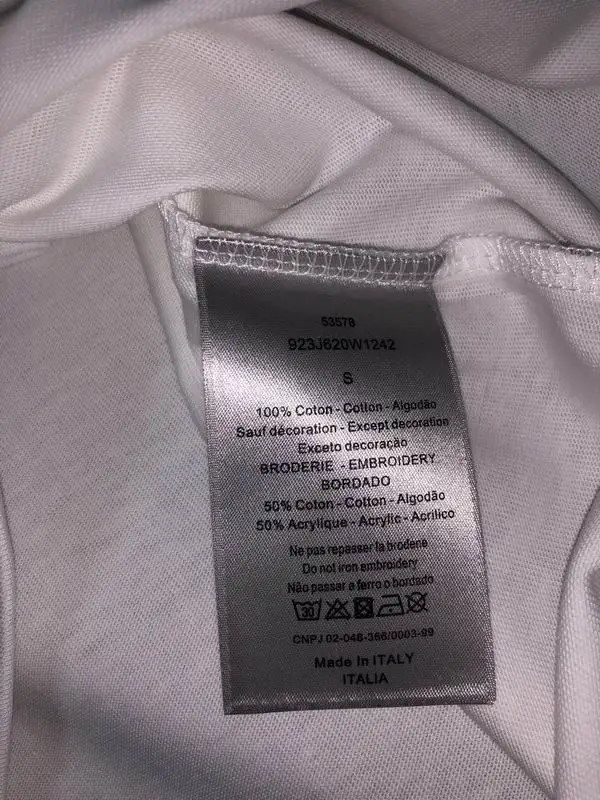 53578
923J620W1242
S
100% Coton - Cotton - Algodão
Sauf décoration - Except decoration
Exceto decoração
BRODERIE - EMBROIDERY
BORDADO
50% Coton - Cotton - Algodão
50% Acrylique - Acrylic - Acrilico
Ne pas repasser la broderie
Do not iron embroidery
Não passar a ferro o bordado
30
CNPJ 02-048-366/0003-99
Made In ITALY
ITALIA